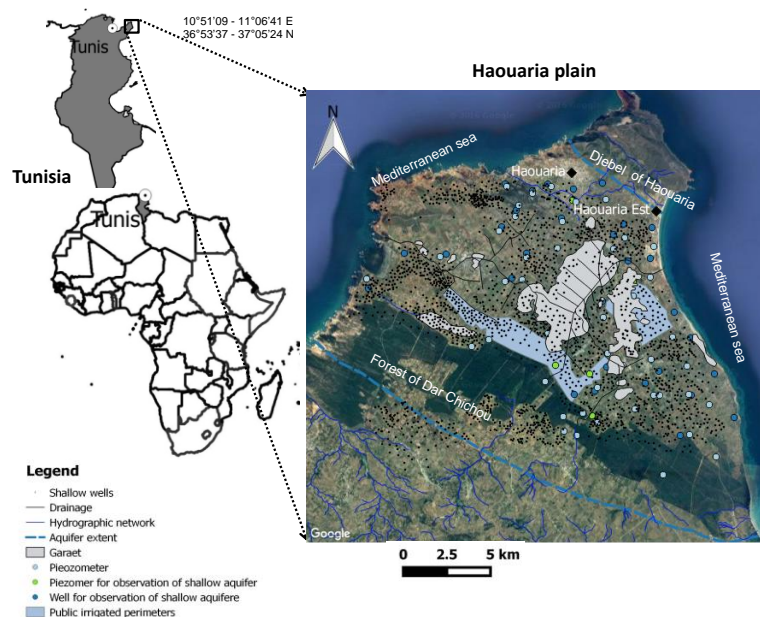 10°51'09 - 11°06'41 E
36°53'37 - 37°05'24 N
Tunis
Haouaria plain
N
Mediterranean sea
Haouaria
Djebel of Haouaria
Haouaria Est
Tunisia
Tunis
Mediterranean sea
Forest of Dar Chichou
Google
0 2.5 5 km
Legend
Shallow wells
Drainage
Hydrographic network
Aquifer extent
Garaet
Pieozometer
Piezomer for observation of shallow aquifer
Well for observation of shallow aquifere
Public irrigated perimeters